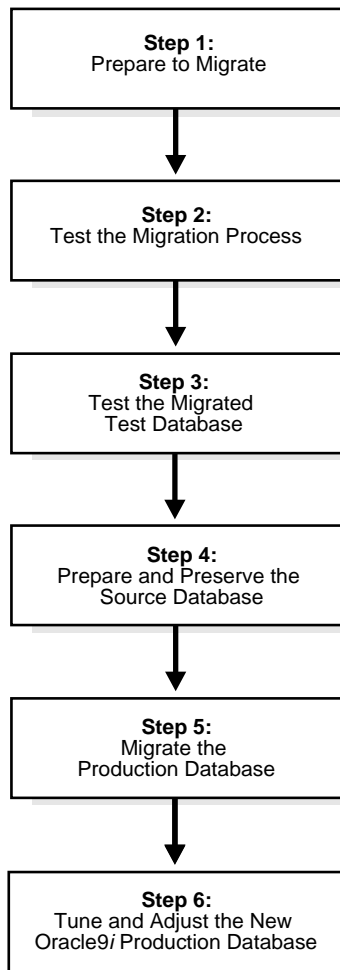 Step 1:
Prepare to Migrate
Step 2:
Test the Migration Process
Step 3:
Test the Migrated
Test Database
Step 4:
Prepare and Preserve the
Source Database
Step 5:
Migrate the
Production Database
Step 6:
Tune and Adjust the New
Oracle9i Production Database